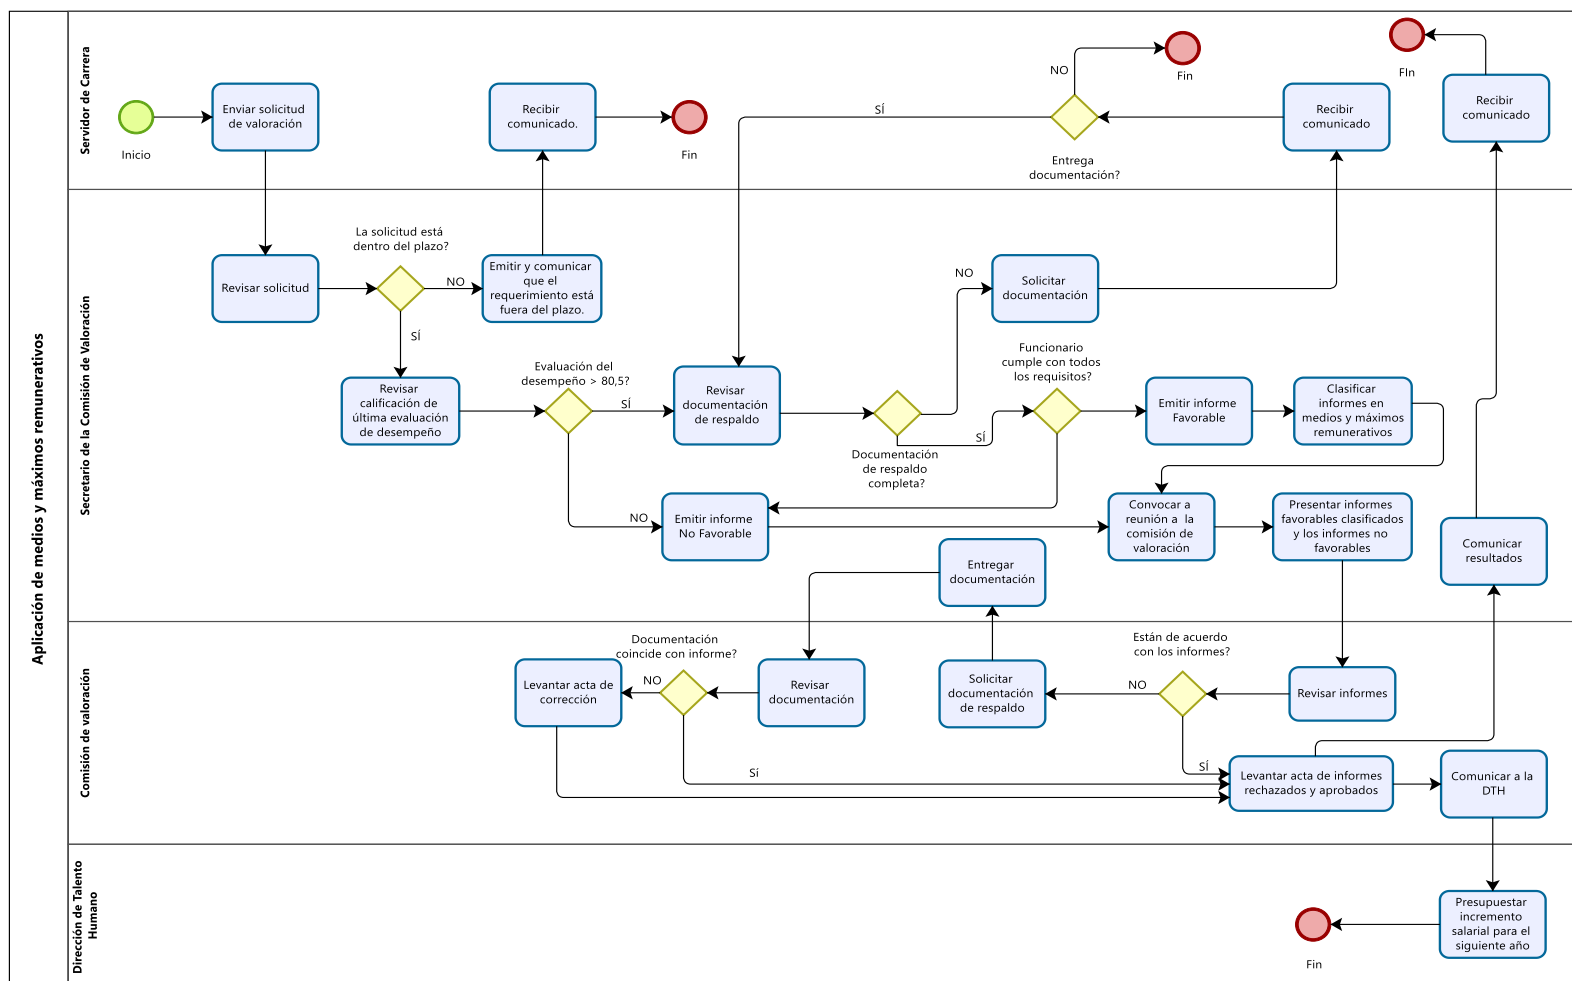 Aplicación de medios y máximos remunerativos
Servidor de Carrera
Inicio
Enviar solicitud
de valoración
Recibir
comunicado.
Fin
SÍ
NO
Entrega
documentación?
Fin
Recibir
comunicado
FIn
Recibir
comunicado
Secretario de la Comisión de Valoración
Revisar solicitud
La solicitud está
dentro del plazo?
NO
SÍ
Emitir y comunicar
que el
requerimiento está
fuera del plazo.
Revisar
calificación de
última evaluación
de desempeño
Evaluación del
desempeño > 80,5?
SÍ
NO
Revisar
documentación
de respaldo
Documentación
de respaldo
completa?
NO
SÍ
Solicitar
documentación
Funcionario
cumple con todos
los requisitos?
Emitir informe
Favorable
Clasificar
informes en
medios y máximos
remunerativos
Emitir informe
No Favorable
Convocar a
reunión a la
comisión de
valoración
Presentar informes
favorables clasificados
y los informes no
favorables
Comunicar
resultados
Entregar
documentación
Comisión de valoración
Levantar acta de
corrección
Documentación
coincide con informe?
NO
Sí
Revisar
documentación
Solicitar
documentación
de respaldo
Están de acuerdo
con los informes?
NO
SÍ
Revisar informes
Levantar acta de informes
rechazados y aprobados
Comunicar a la
DTH
Dirección de Talento
Humano
Fin
Presupuestar
incremento
salarial para el
siguiente año